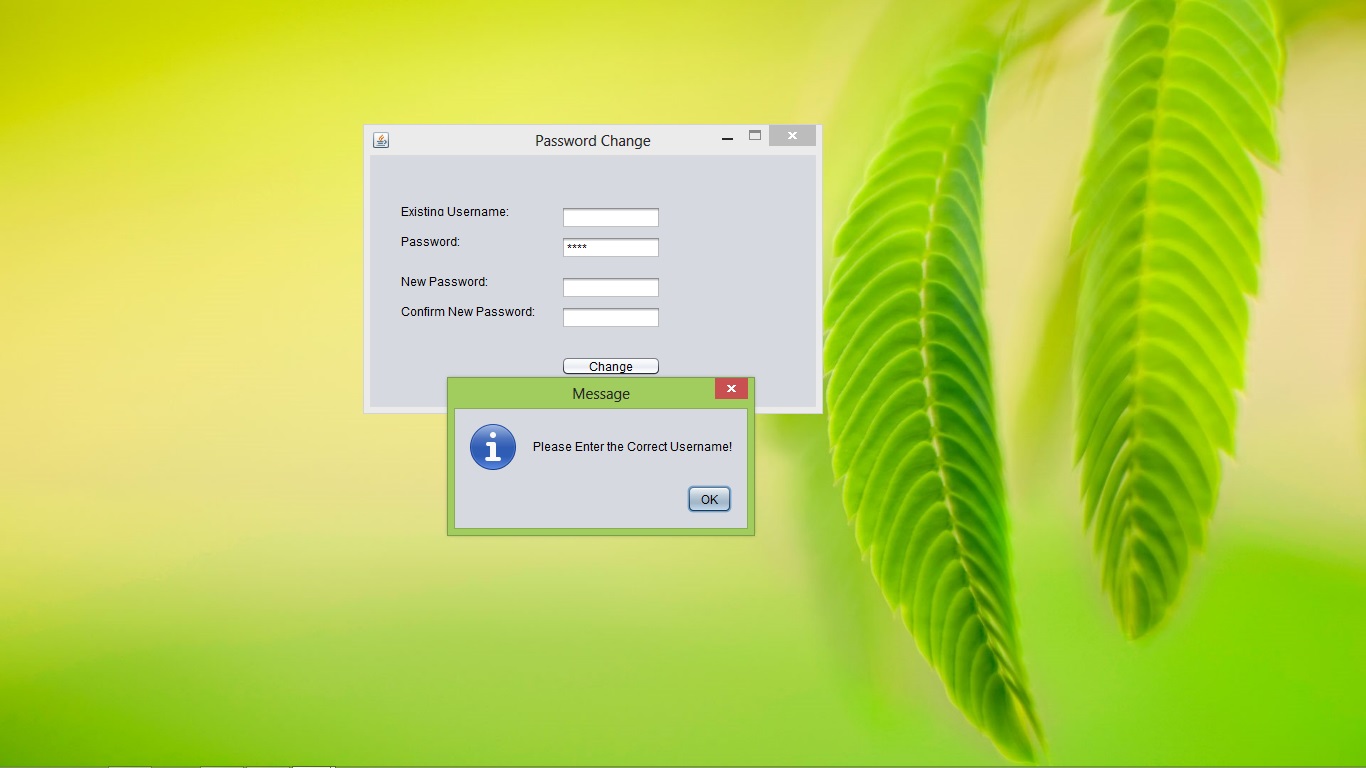 Password Change
Existing Username:
Password:
****
New Password:
Confirm New Password:
Change
Message
Please Enter the Correct Username!
OK